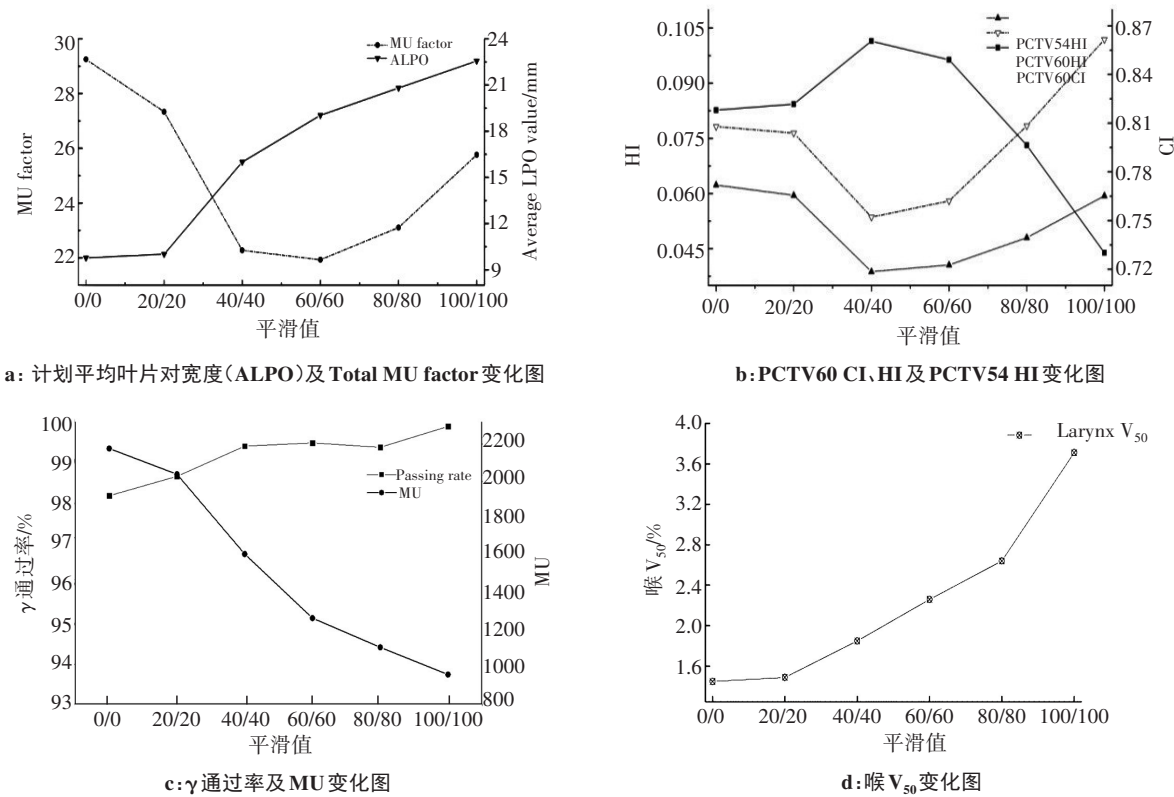 30
28
26
24
22
MU factor
24
21
18
15
12
9
Average LPO value/mm
MU factor
ALPO
0/0 20/20 40/40 60/60 80/80 100/100
平滑值
a: 计划平均叶片对宽度(ALPO)及Total MU factor变化图
0.105
0.090
0.075
0.060
0.045
HI
0.87
0.84
0.81
0.78
0.75
0.72
CI
PCTV54HI
PCTV60HI
PCTV60CI
0/0 20/20 40/40 60/60 80/80 100/100
平滑值
b:PCTV60 CI、HI及PCTV54 HI变化图
100
99
98
97
96
95
94
93
γ通过率/%
2200
2000
1800
1600
1400
1200
1000
800
MU
Passing rate
MU
0/0 20/20 40/40 60/60 80/80 100/100
平滑值
c:γ通过率及MU变化图
4.0
3.6
3.2
2.8
2.4
2.0
1.6
喉V50/%
Larynx V50
0/0 20/20 40/40 60/60 80/80 100/100
平滑值
d:喉V50变化图